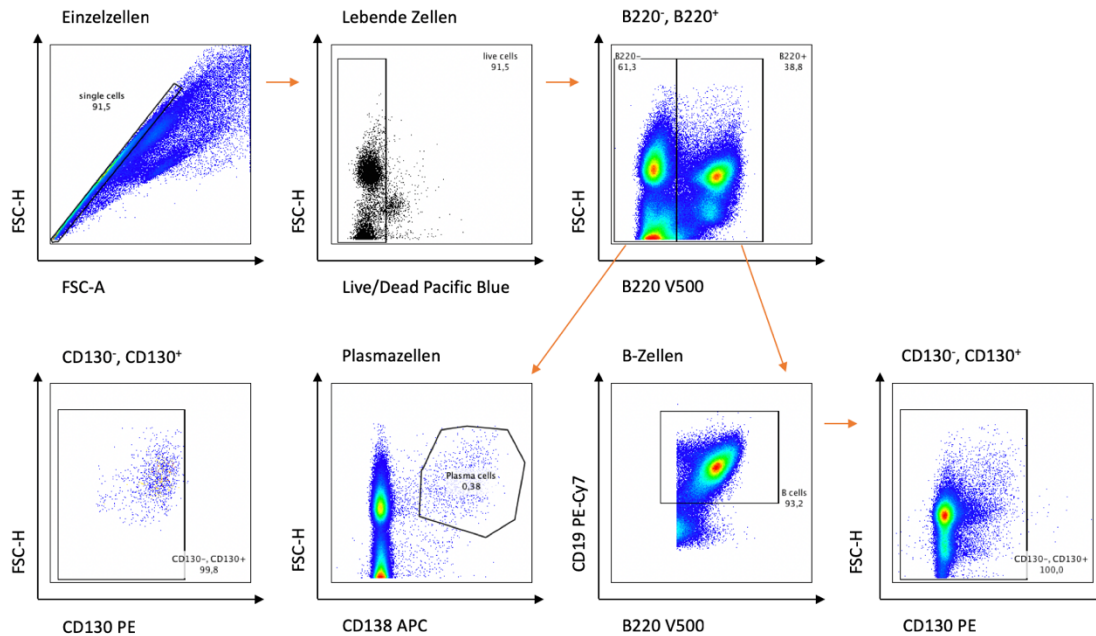 Einzelzellen
Lebende Zellen
B220⁻, B220⁺
single cells
91,5
live cells
91,5
B220−
61,3
B220+
38,8
FSC-H
FSC-H
FSC-H
FSC-A
Live/Dead Pacific Blue
B220 V500
CD130⁻, CD130⁺
Plasmazellen
B-Zellen
CD130⁻, CD130⁺
Plasma cells
0,38
B cells
93,2
CD130−, CD130+
99,8
CD130−, CD130+
100,0
FSC-H
FSC-H
CD19 PE-Cy7
FSC-H
CD130 PE
CD138 APC
B220 V500
CD130 PE